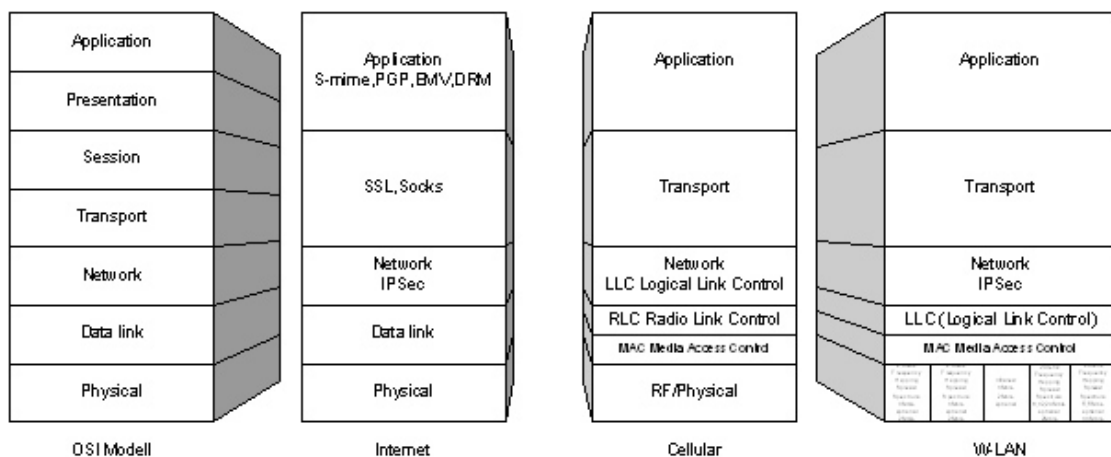 Application
Presentation
Session
Transport
Network
Data link
Physical
OSI Modell
Application
S-mime,PGP,EMV,DRM
SSL,Socks
Network
IPSec
Data link
Physical
Internet
Application
Transport
Network
LLC Logical Link Control
RLC Radio Link Control
MAC Media Access Control
RF/Physical
Cellular
Application
Transport
Network
IPSec
LLC (Logical Link Control)
MAC Media Access Control
W-LAN